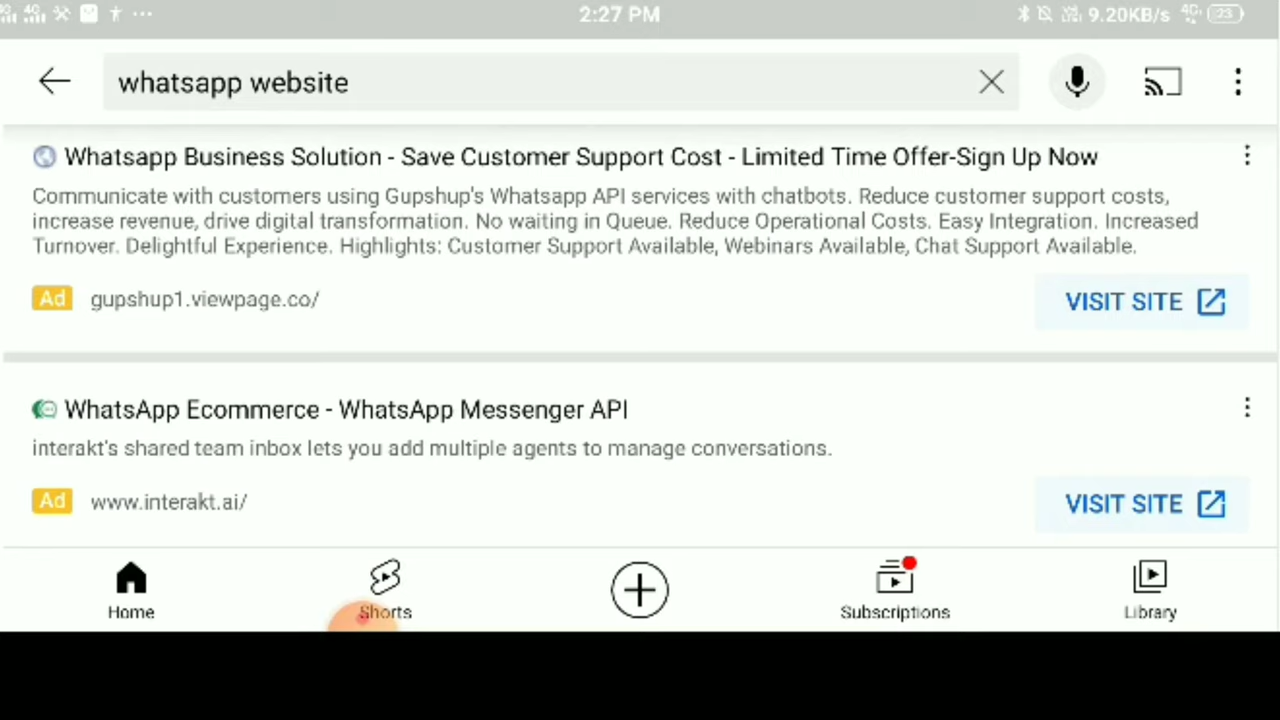 2:27 PM 9.20KB/s 4G 23
whatsapp website
Whatsapp Business Solution - Save Customer Support Cost - Limited Time Offer-Sign Up Now
Communicate with customers using Gupshup's Whatsapp API services with chatbots. Reduce customer support costs,
increase revenue, drive digital transformation. No waiting in Queue. Reduce Operational Costs. Easy Integration. Increased
Turnover. Delightful Experience. Highlights: Customer Support Available, Webinars Available, Chat Support Available.
Ad gupshup1.viewpage.co/ VISIT SITE
WhatsApp Ecommerce - WhatsApp Messenger API
interakt's shared team inbox lets you add multiple agents to manage conversations.
Ad www.interakt.ai/ VISIT SITE
Home Shorts Subscriptions Library